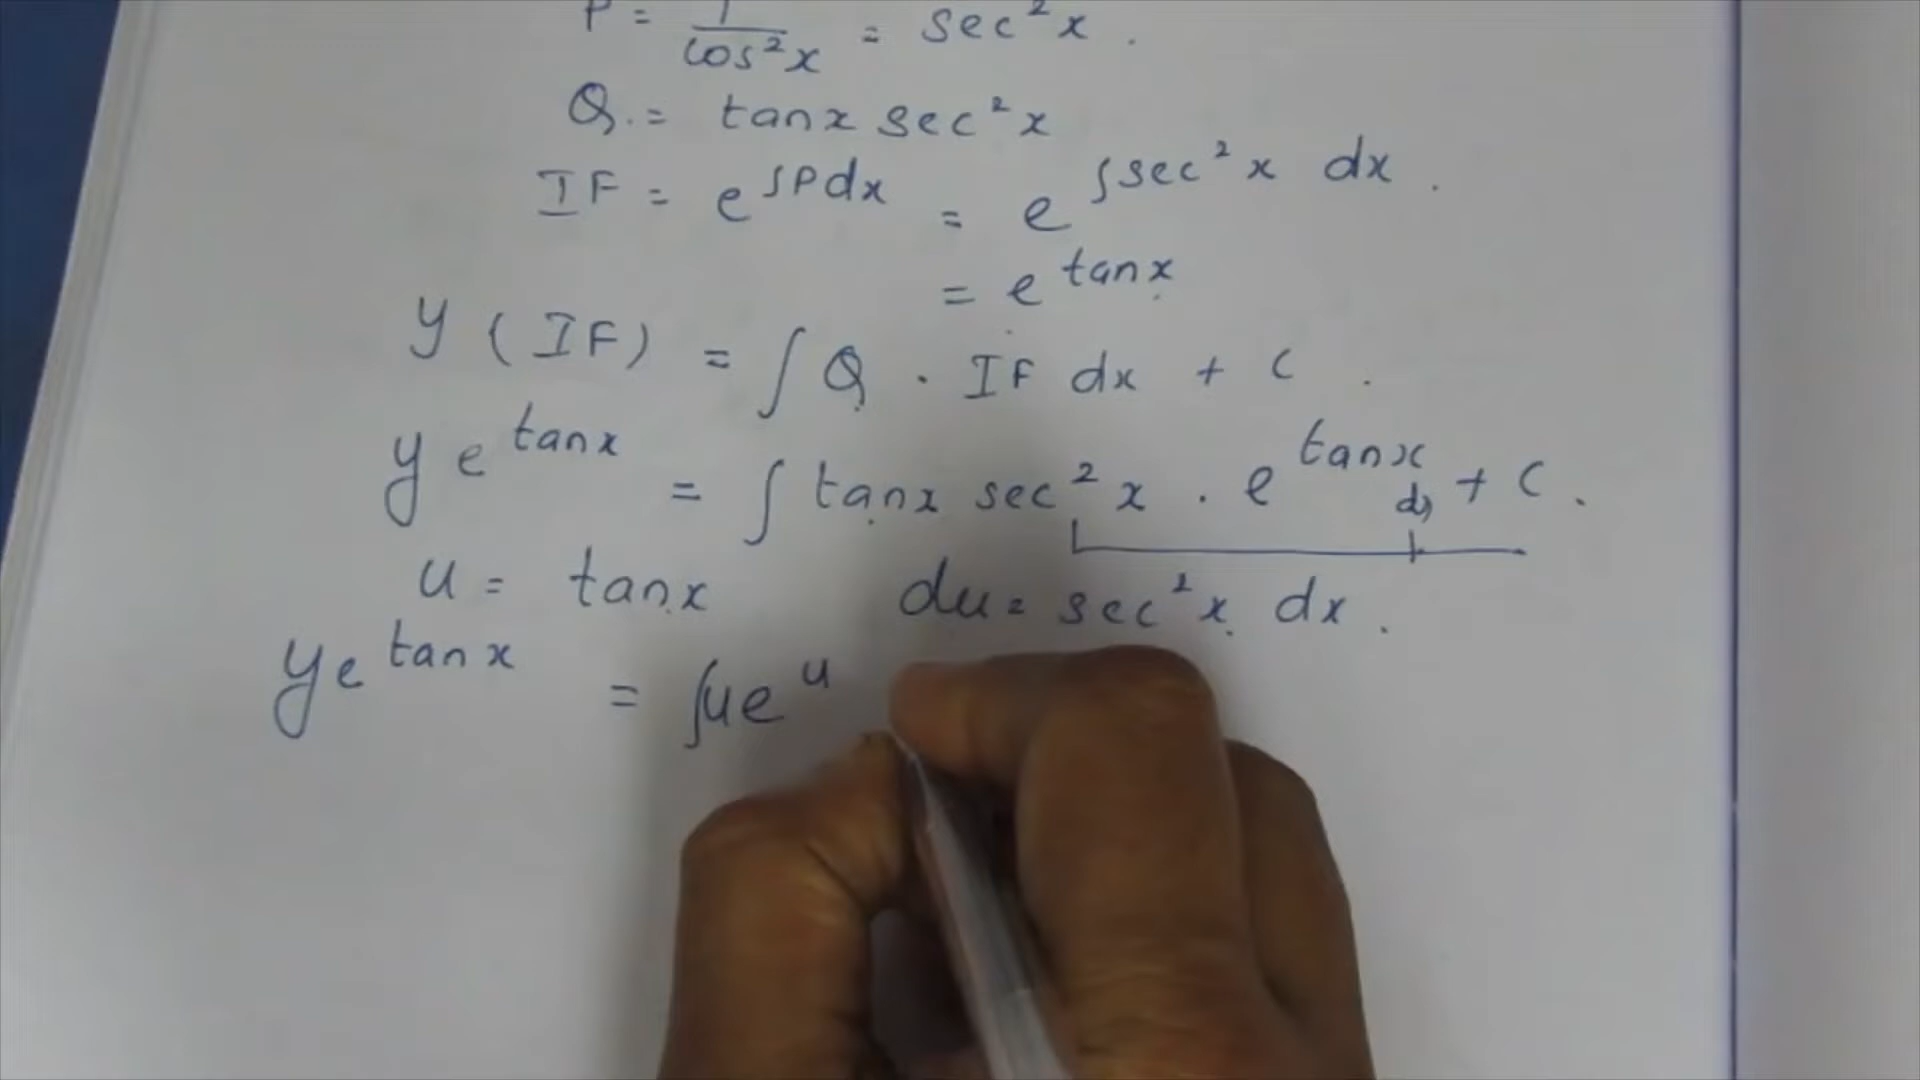 P = 1/cos²x = sec²x .
Q. = tanx sec²x
IF = e^∫Pdx = e^∫sec²x dx .
= e^tanx
y (IF) = ∫ Q . IF dx + C .
y e^tanx = ∫ tanx sec²x . e^tanx dx + C .
u = tanx du = sec²x dx .
ye^tanx = ∫ue^u